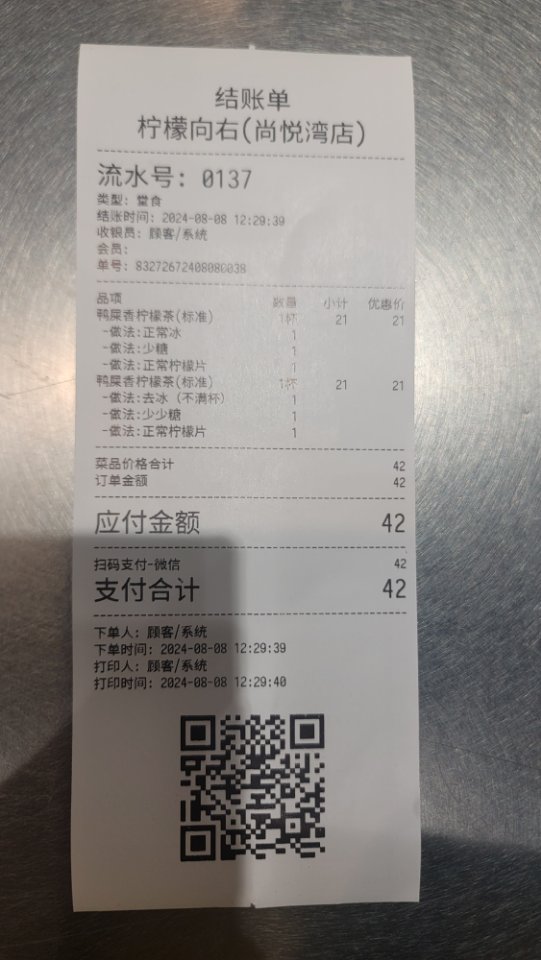 结账单
柠檬向右(尚悦湾店)
流水号: 0137
类型: 堂食
结账时间: 2024-08-08 12:29:39
收银员: 顾客/系统
会员:
单号: 83272672408080038
品项 数量 小计 优惠价
鸭屎香柠檬茶(标准) 1杯 21 21
-做法:正常冰 1
-做法:少糖 1
-做法:正常柠檬片 1
鸭屎香柠檬茶(标准) 1杯 21 21
-做法:去冰 (不满杯) 1
-做法:少少糖 1
-做法:正常柠檬片 1
菜品价格合计 42
订单金额 42
应付金额 42
扫码支付-微信 42
支付合计 42
下单人: 顾客/系统
下单时间: 2024-08-08 12:29:39
打印人: 顾客/系统
打印时间: 2024-08-08 12:29:40